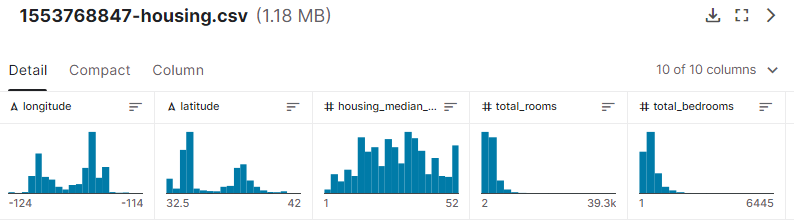 1553768847-housing.csv (1.18 MB)
Detail Compact Column 10 of 10 columns
longitude latitude # housing_median_... # total_rooms # total_bedrooms
-124 -114 32.5 42 1 52 2 39.3k 1 6445